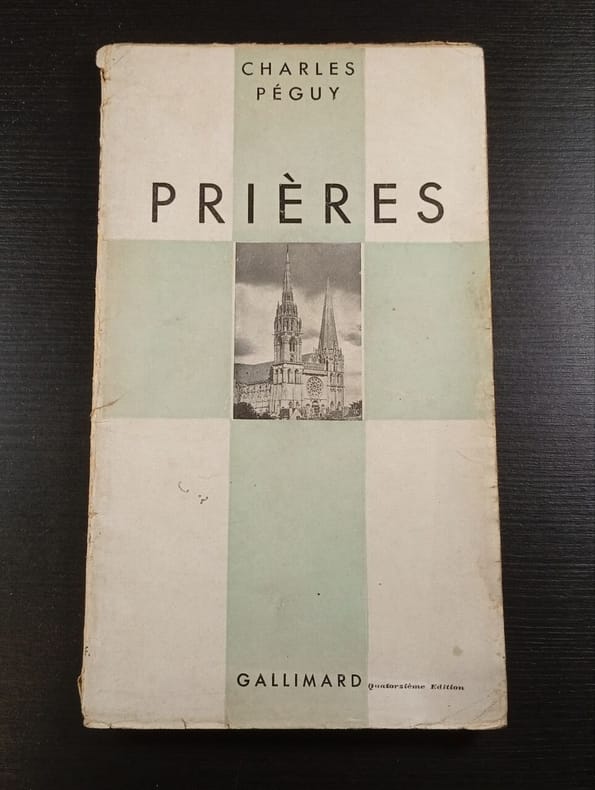 CHARLES
PÉGUY
PRIÈRES
GALLIMARD Quatorzième Edition